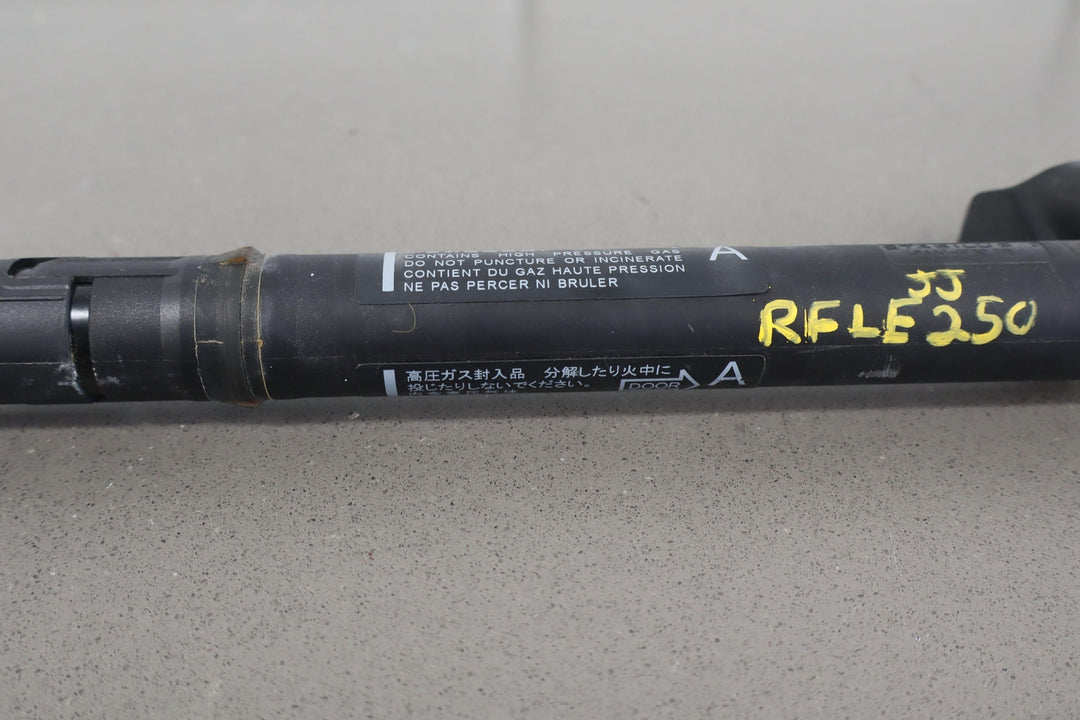 CONTAINS HIGH PRESSURE GAS
DO NOT PUNCTURE OR INCINERATE
CONTIENT DU GAZ HAUTE PRESSION
NE PAS PERCER NI BRULER
A
高圧ガス封入品 分解したり火中に
投じたりしないでください。
DOOR
A
JJ
RFLE250